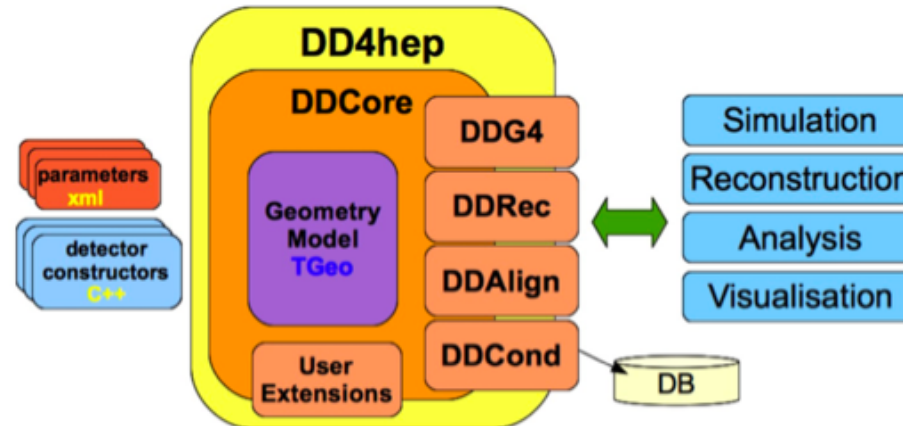 DD4hep
DDCore
DDG4
DDRec
DDAlign
DDCond
Geometry
Model
TGeo
User
Extensions
parameters
xml
detector
constructors
C++
Simulation
Reconstruction
Analysis
Visualisation
DB